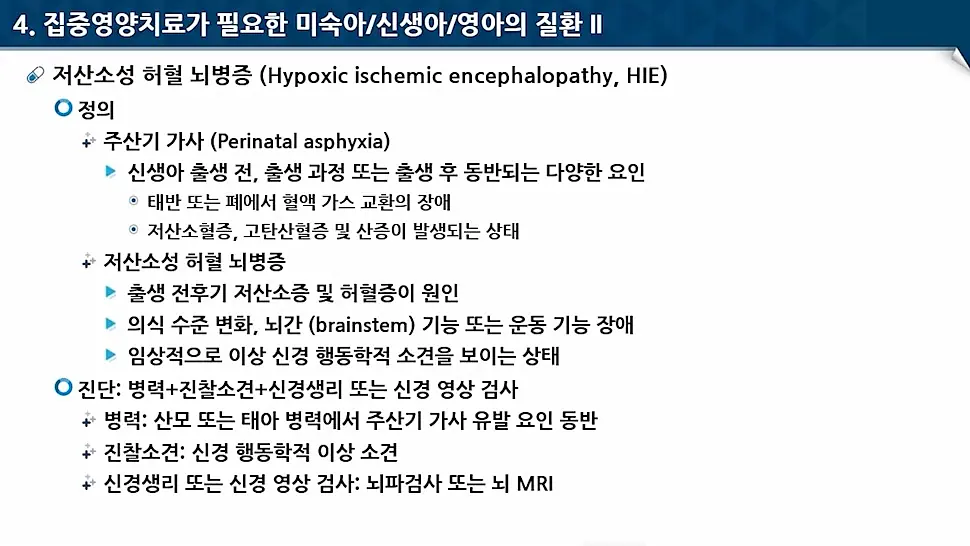 4. 집중영양치료가 필요한 미숙아/신생아/영아의 질환 II
저산소성 허혈 뇌병증 (Hypoxic ischemic encephalopathy, HIE)
정의
주산기 가사 (Perinatal asphyxia)
신생아 출생 전, 출생 과정 또는 출생 후 동반되는 다양한 요인
태반 또는 폐에서 혈액 가스 교환의 장애
저산소혈증, 고탄산혈증 및 산증이 발생되는 상태
저산소성 허혈 뇌병증
출생 전후기 저산소증 및 허혈증이 원인
의식 수준 변화, 뇌간 (brainstem) 기능 또는 운동 기능 장애
임상적으로 이상 신경 행동학적 소견을 보이는 상태
진단: 병력+진찰소견+신경생리 또는 신경 영상 검사
병력: 산모 또는 태아 병력에서 주산기 가사 유발 요인 동반
진찰소견: 신경 행동학적 이상 소견
신경생리 또는 신경 영상 검사: 뇌파검사 또는 뇌 MRI